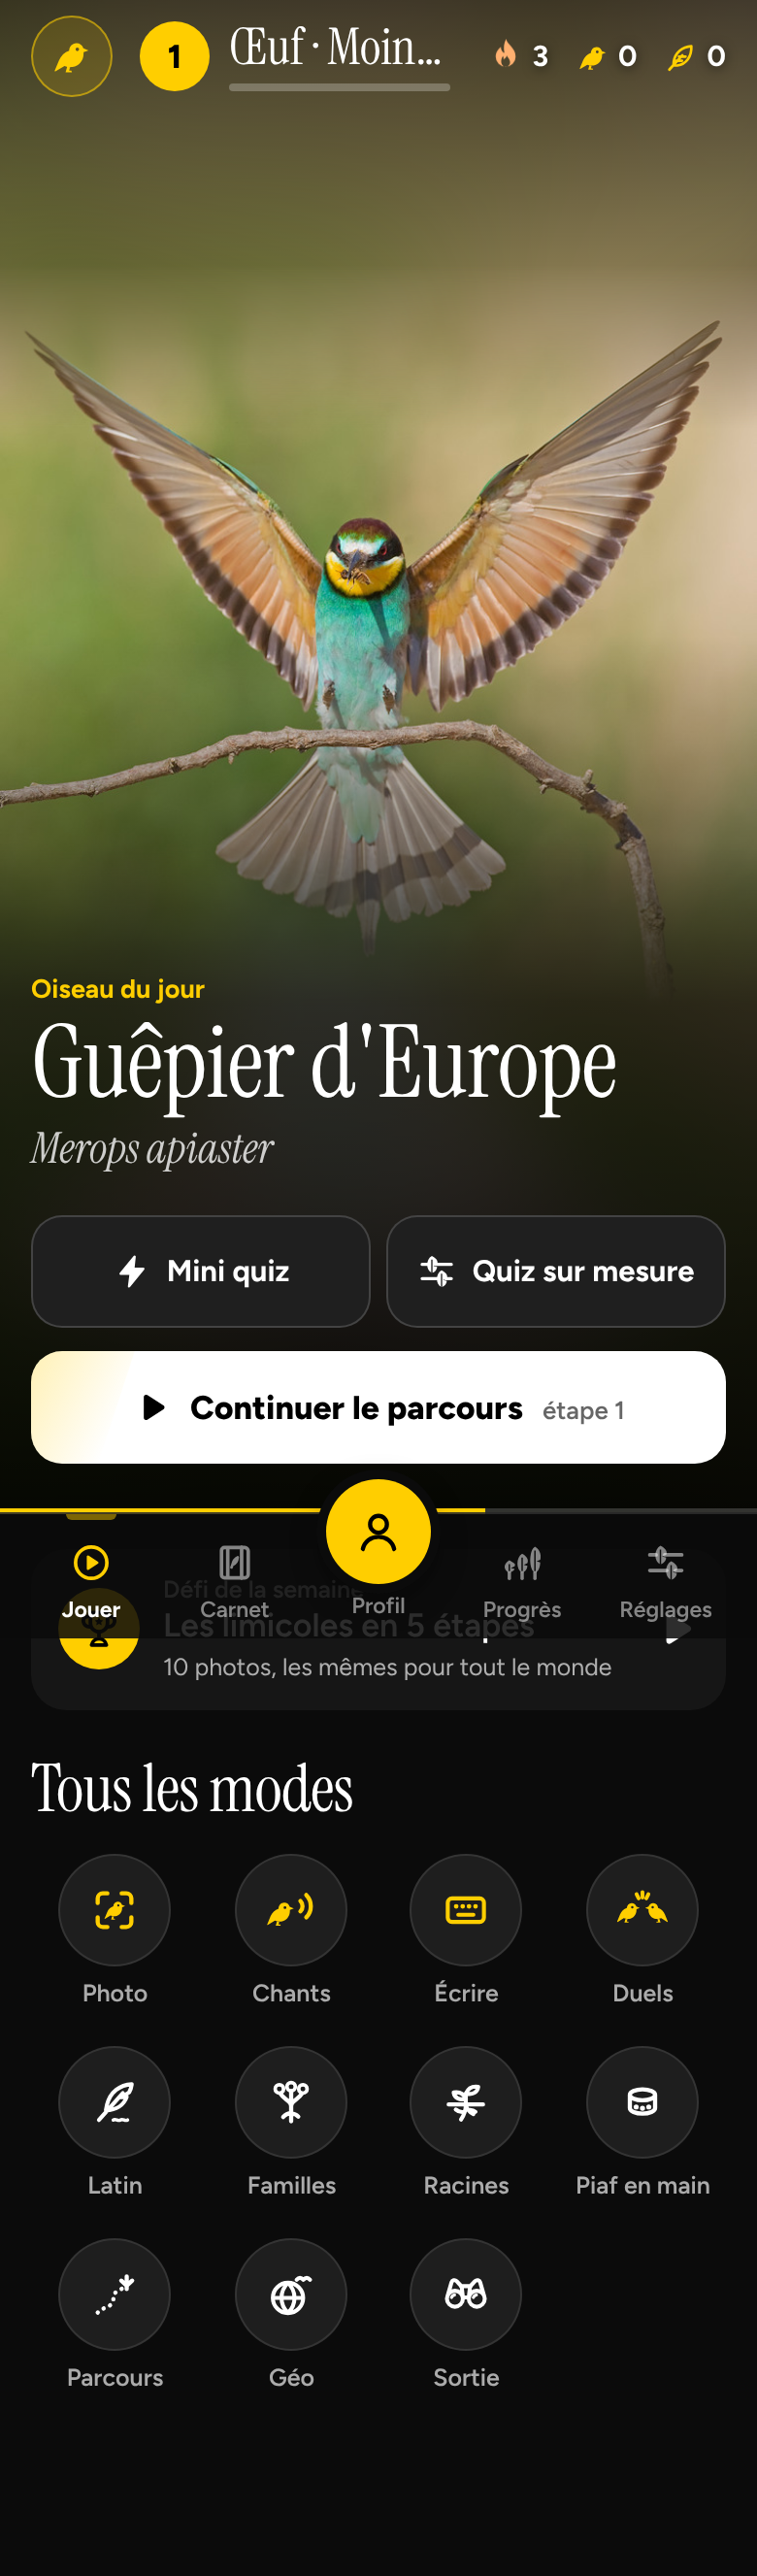 1 Œuf · Moin... 3 0 0
Oiseau du jour
Guêpier d'Europe
Merops apiaster
Mini quiz
Quiz sur mesure
Continuer le parcours étape 1
Jouer
Carnet
Profil
Progrès
Réglages
Défi de la semaine
Les limicoles en 5 étapes
10 photos, les mêmes pour tout le monde
Tous les modes
Photo
Chants
Écrire
Duels
Latin
Familles
Racines
Piaf en main
Parcours
Géo
Sortie